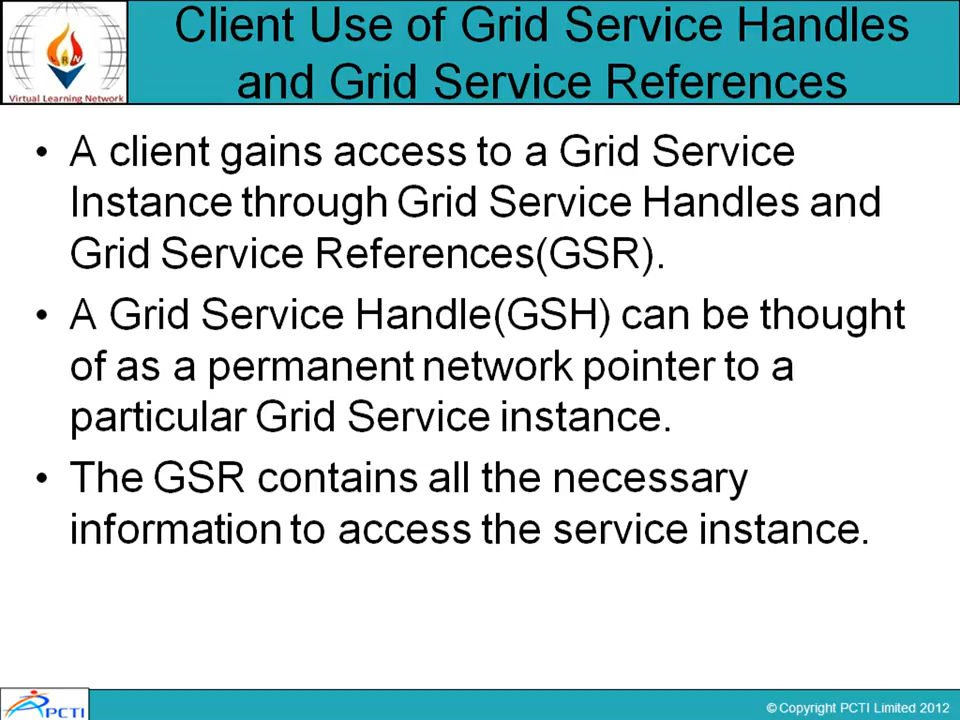 Client Use of Grid Service Handles
and Grid Service References
Virtual Learning Network
• A client gains access to a Grid Service
Instance through Grid Service Handles and
Grid Service References(GSR).
• A Grid Service Handle(GSH) can be thought
of as a permanent network pointer to a
particular Grid Service instance.
• The GSR contains all the necessary
information to access the service instance.
PCTI
© Copyright PCTI Limited 2012